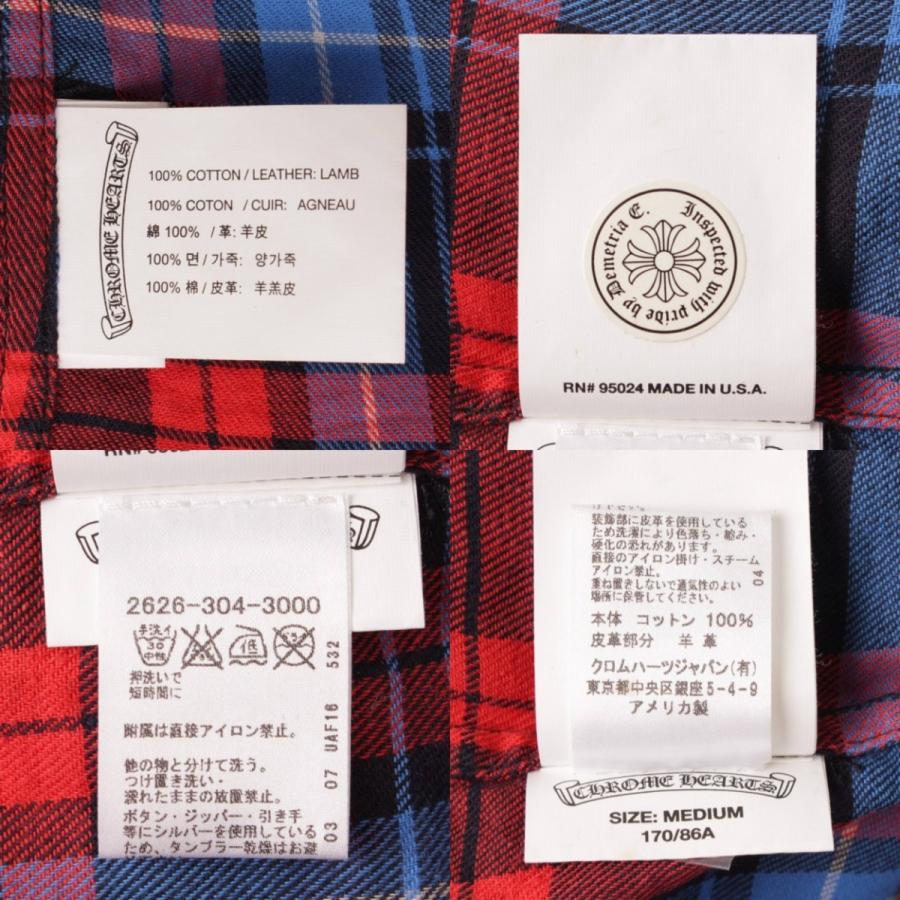 CHROME HEARTS
100% COTTON / LEATHER: LAMB
100% COTON / CUIR: AGNEAU
綿 100% / 革: 羊皮
100% 면 / 가죽: 양가죽
100% 棉 / 皮革: 羊羔皮
Inspected with pride by Demetria E.
RN# 95024 MADE IN U.S.A.
2626-304-3000
手洗イ
30
中性
低
押洗いで
短時間に
附属は直接アイロン禁止。
他の物と分けて洗う。
つけ置き洗い・
濡れたままの放置禁止。
ボタン・ジッパー・引き手
等にシルバーを使用している
ため、タンブラー乾燥はお避
03 07 UAF16 532
装飾部に皮革を使用している
ため洗濯により色落ち・縮み・
硬化の恐れがあります。
直接のアイロン掛け・スチーム
アイロン禁止。
重ね置きしないで通気性のよい
場所に保管してください。
04
本体 コットン 100%
皮革部分 羊革
クロムハーツジャパン(有)
東京都中央区銀座5-4-9
アメリカ製
CHROME HEARTS
SIZE: MEDIUM
170/86A